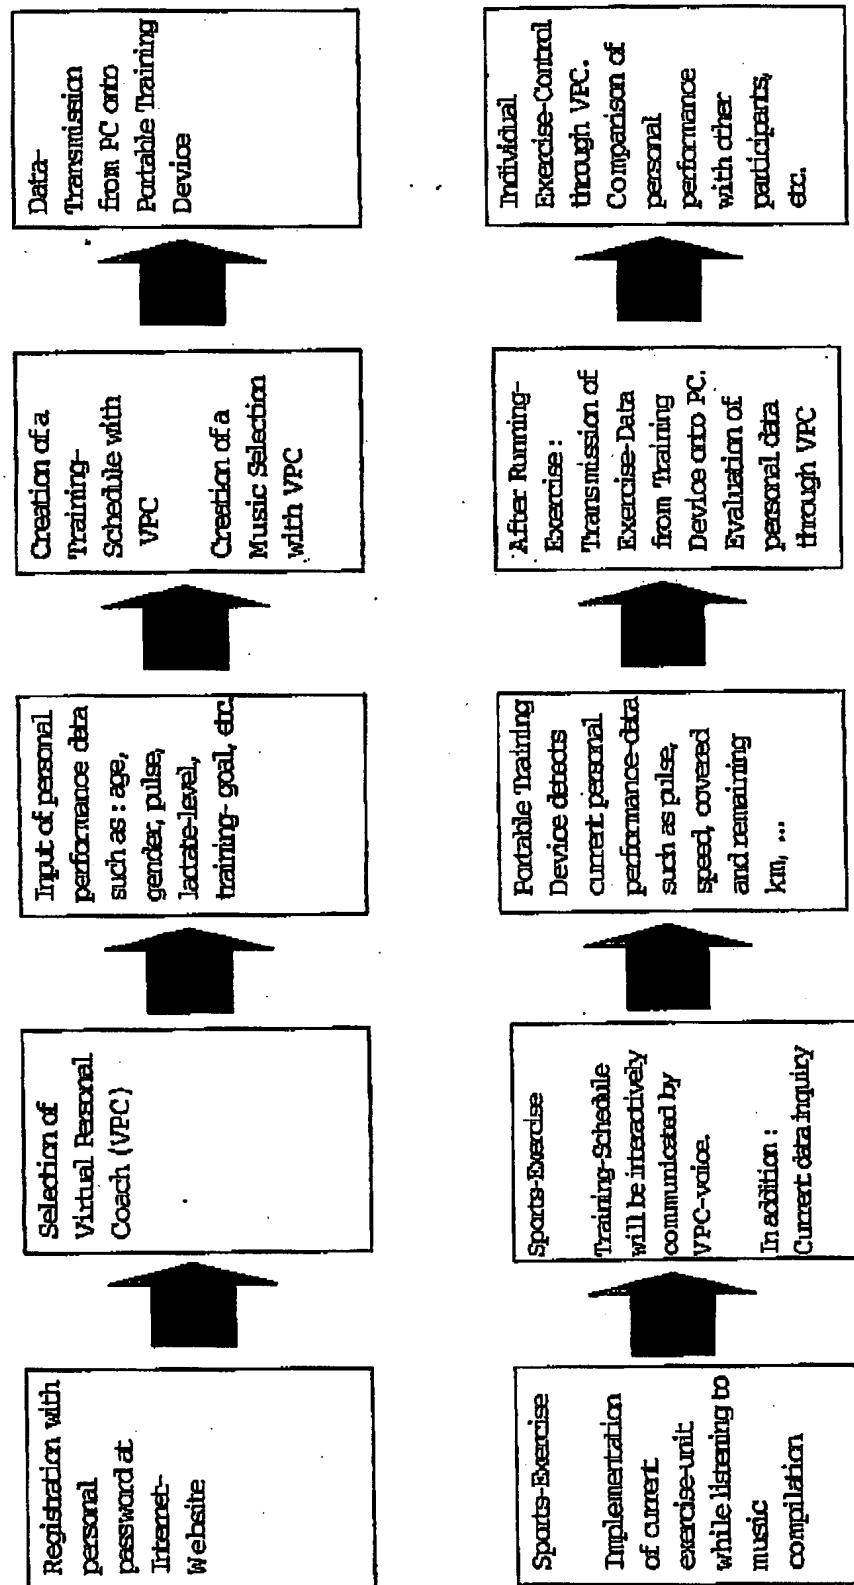 Registration with
personal
password at
Internet-
Website
Selection of
Virtual Personal
Coach (VPC)
Input of personal
performance data
such as : age,
gender, pulse,
lactate-level,
training- goal, etc.
Creation of a
Training-
Schedule with
VPC
Creation of a
Music Selection
with VPC
Data-
Transmission
from PC onto
Portable Training
Device
Sports-Exercise
Implementation
of current
exercise-unit
while listening to
music
compilation
Sports-Exercise
Training-Schedule
will be interactively
communicated by
VPC-voice.
In addition :
Current data inquiry
Portable Training
Device detects
current personal
performance-data
such as pulse,
speed, covered
and remaining
km, ...
After Running-
Exercise :
Transmission of
Exercise-Data
from Training
Device onto PC.
Evaluation of
personal data
through VPC
Individual
Exercise-Control
through VPC.
Comparison of
personal
performance
with other
participants,
etc.